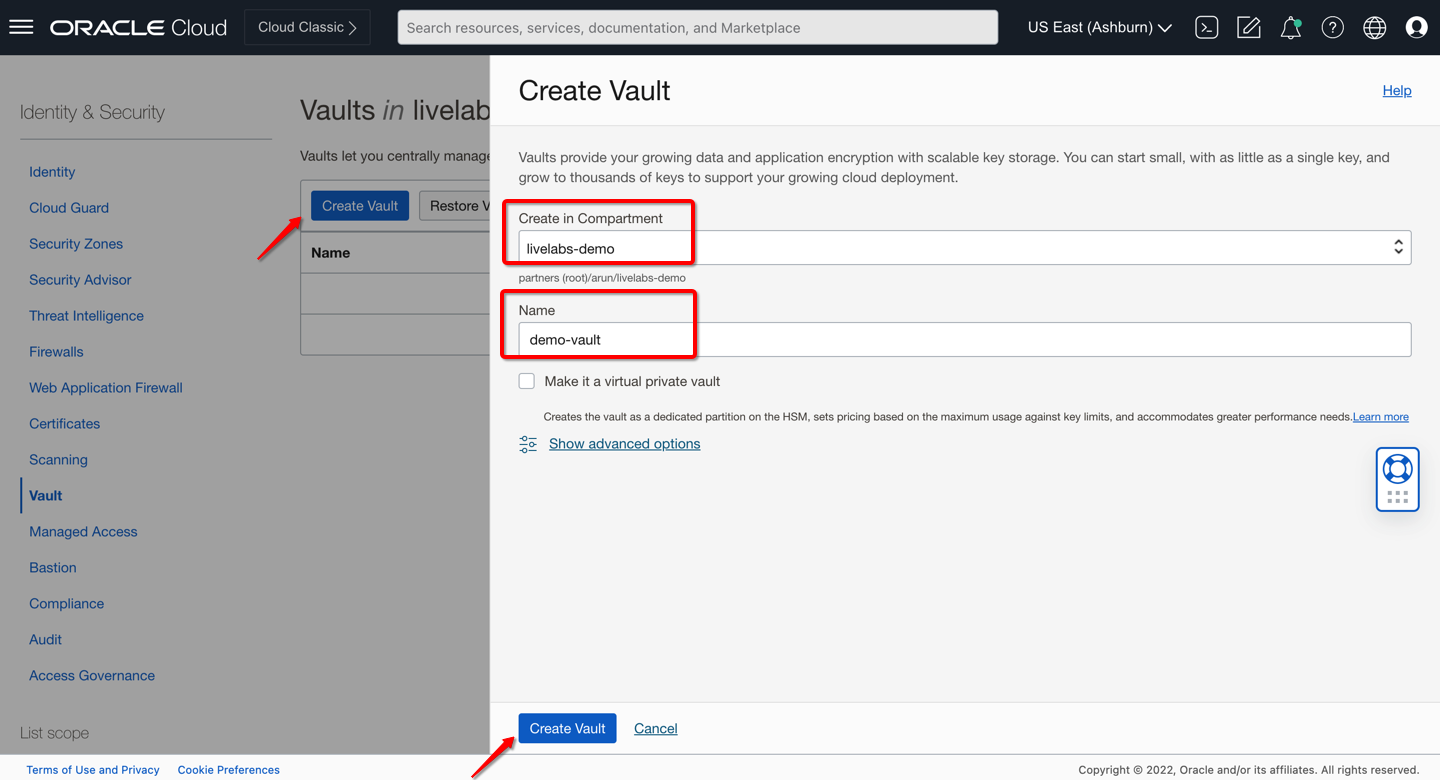 ORACLE Cloud
Cloud Classic
Search resources, services, documentation, and Marketplace
US East (Ashburn)
Identity & Security
Identity
Cloud Guard
Security Zones
Security Advisor
Threat Intelligence
Firewalls
Web Application Firewall
Certificates
Scanning
Vault
Managed Access
Bastion
Compliance
Audit
Access Governance
List scope
Vaults in livelab
Vaults let you centrally manage
Create Vault
Restore V
Name
Create Vault
Help
Vaults provide your growing data and application encryption with scalable key storage. You can start small, with as little as a single key, and
grow to thousands of keys to support your growing cloud deployment.
Create in Compartment
livelabs-demo
partners (root)/arun/livelabs-demo
Name
demo-vault
Make it a virtual private vault
Creates the vault as a dedicated partition on the HSM, sets pricing based on the maximum usage against key limits, and accommodates greater performance needs.Learn more
Show advanced options
Create Vault
Cancel
Terms of Use and Privacy
Cookie Preferences
Copyright © 2022, Oracle and/or its affiliates. All rights reserved.